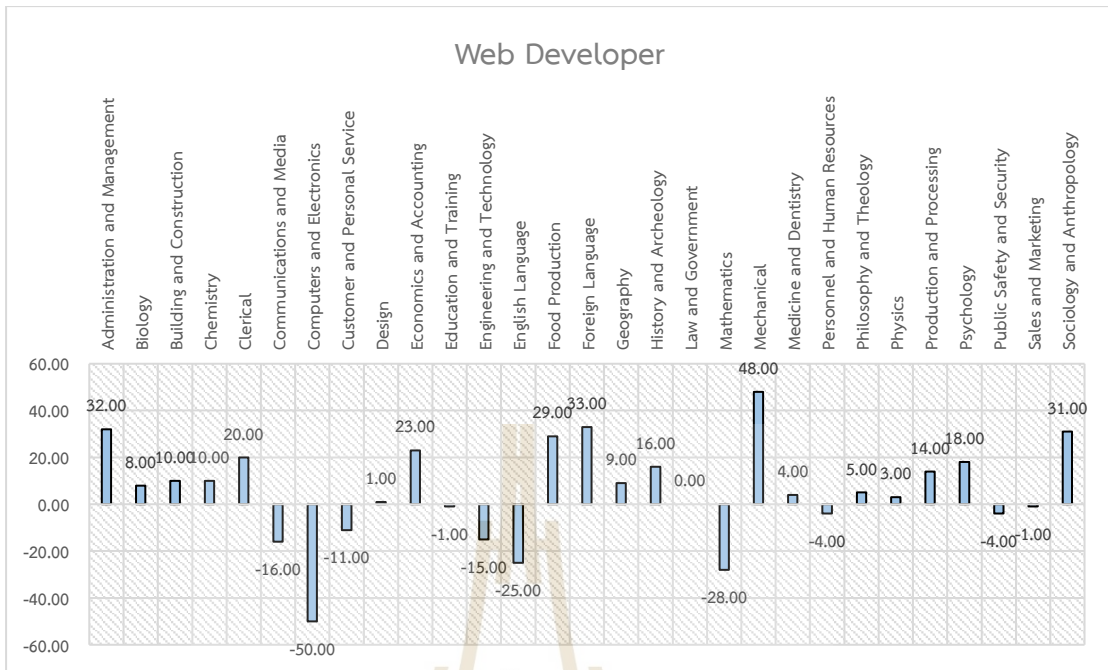 Web Developer
Administration and Management
Biology
Building and Construction
Chemistry
Clerical
Communications and Media
Computers and Electronics
Customer and Personal Service
Design
Economics and Accounting
Education and Training
Engineering and Technology
English Language
Food Production
Foreign Language
Geography
History and Archeology
Law and Government
Mathematics
Mechanical
Medicine and Dentistry
Personnel and Human Resources
Philosophy and Theology
Physics
Production and Processing
Psychology
Public Safety and Security
Sales and Marketing
Sociology and Anthropology
60.00
40.00
20.00
0.00
-20.00
-40.00
-60.00
32.00
8.00
10.00
10.00
20.00
-16.00
-50.00
-11.00
1.00
23.00
-1.00
-15.00
-25.00
29.00
33.00
9.00
16.00
0.00
-28.00
48.00
4.00
-4.00
5.00
3.00
14.00
18.00
-4.00
-1.00
31.00